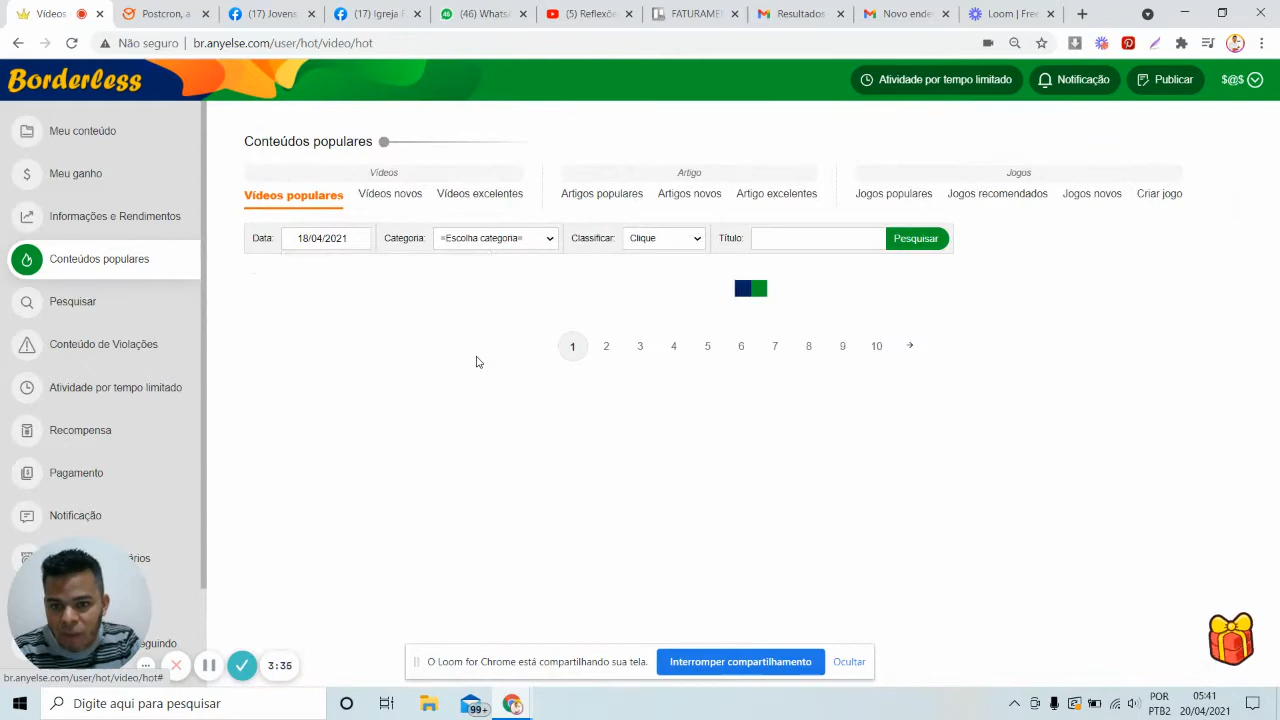 Vídeos
Postcron, a
(17) Jovens
(17) Igreja F
(46) Whats
(5) Reflexõe
FATURAME
Resultados
Novo ender
Loom | Free
Não seguro | br.anyelse.com/user/hot/video/hot
Borderless
Atividade por tempo limitado
Notificação
Publicar
$@$
Meu conteúdo
Meu ganho
Informações e Rendimentos
Conteúdos populares
Pesquisar
Conteúdo de Violações
Atividade por tempo limitado
Recompensa
Pagamento
Notificação
ários
guindo
Conteúdos populares
Vídeos
Artigo
Jogos
Vídeos populares
Vídeos novos
Vídeos excelentes
Artigos populares
Artigos novos
Artigo excelentes
Jogos populares
Jogos recomendados
Jogos novos
Criar jogo
Data: 18/04/2021
Categoria: =Escolha categoria=
Classificar: Clique
Título:
Pesquisar
1 2 3 4 5 6 7 8 9 10
3:36
br.anyelse.com/user/hot/video/hot#
O Loom for Chrome está compartilhando sua tela.
Interromper compartilhamento
Ocultar
Digite aqui para pesquisar
99+
POR
PTB2
05:41
20/04/2021